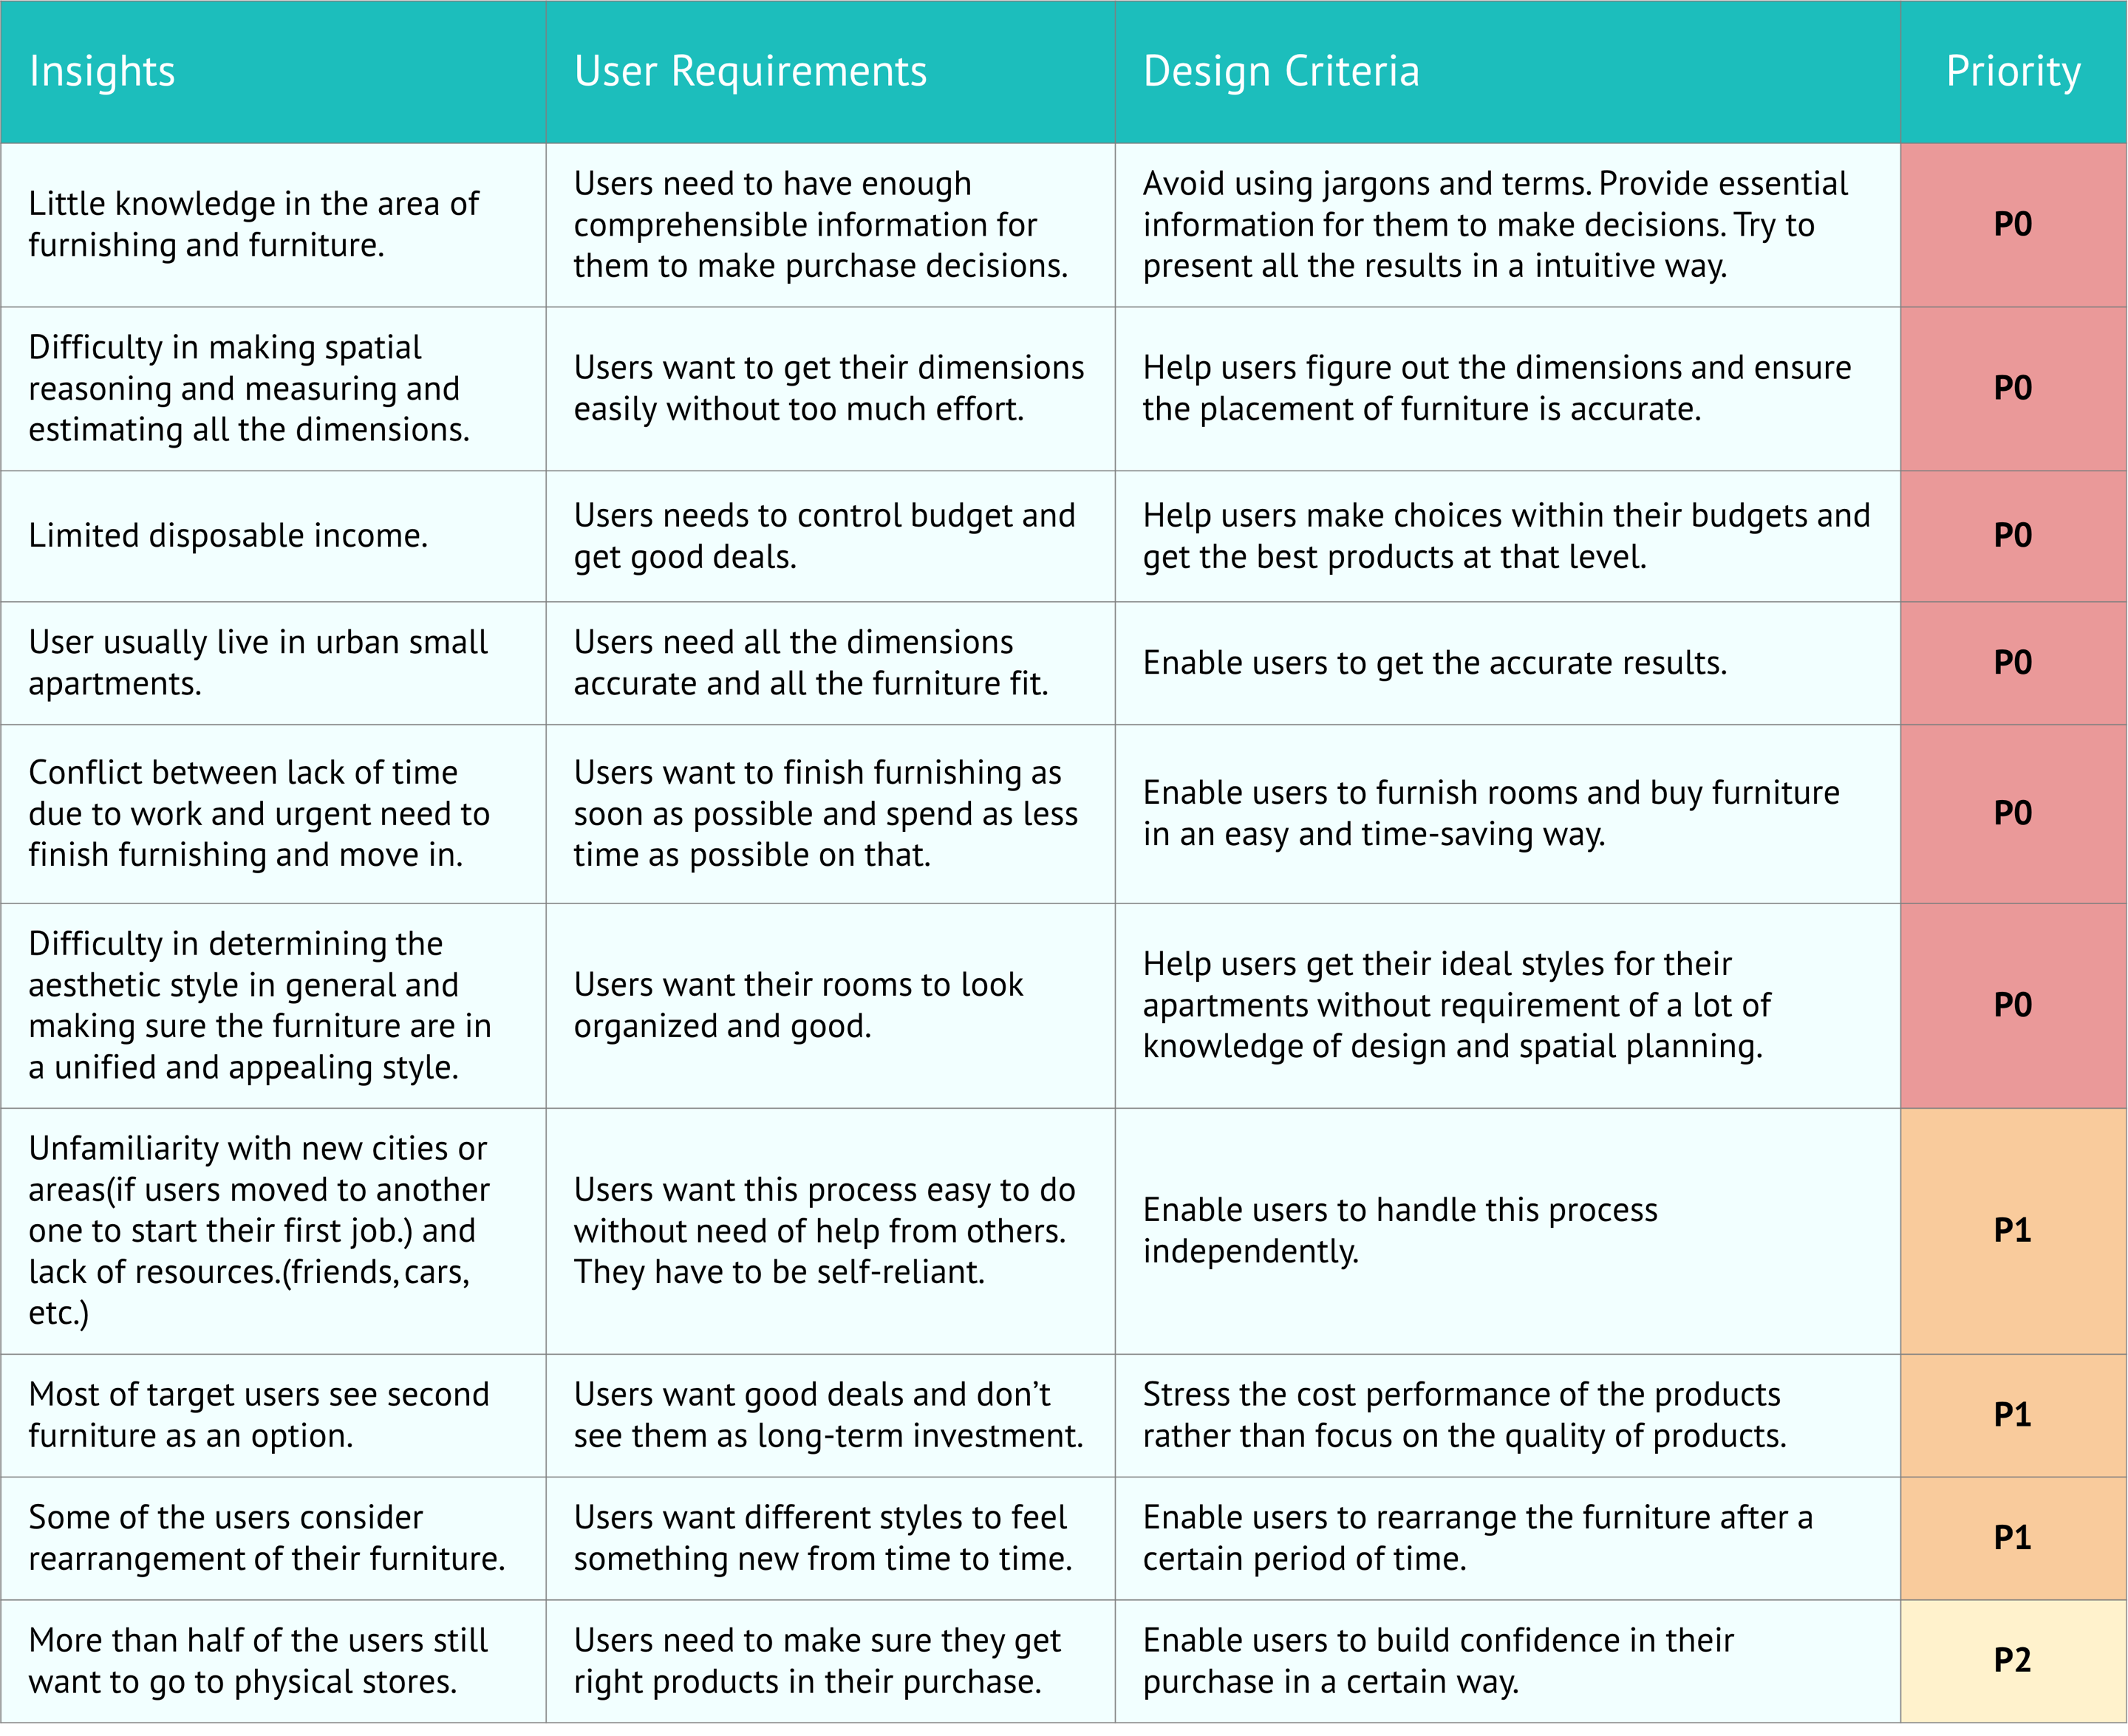 Insights
User Requirements
Design Criteria
Priority
Little knowledge in the area of
furnishing and furniture.
Users need to have enough
comprehensible information for
them to make purchase decisions.
Avoid using jargons and terms. Provide essential
information for them to make decisions. Try to
present all the results in a intuitive way.
P0
Difficulty in making spatial
reasoning and measuring and
estimating all the dimensions.
Users want to get their dimensions
easily without too much effort.
Help users figure out the dimensions and ensure
the placement of furniture is accurate.
P0
Limited disposable income.
Users needs to control budget and
get good deals.
Help users make choices within their budgets and
get the best products at that level.
P0
User usually live in urban small
apartments.
Users need all the dimensions
accurate and all the furniture fit.
Enable users to get the accurate results.
P0
Conflict between lack of time
due to work and urgent need to
finish furnishing and move in.
Users want to finish furnishing as
soon as possible and spend as less
time as possible on that.
Enable users to furnish rooms and buy furniture
in an easy and time-saving way.
P0
Difficulty in determining the
aesthetic style in general and
making sure the furniture are in
a unified and appealing style.
Users want their rooms to look
organized and good.
Help users get their ideal styles for their
apartments without requirement of a lot of
knowledge of design and spatial planning.
P0
Unfamiliarity with new cities or
areas(if users moved to another
one to start their first job.) and
lack of resources.(friends, cars,
etc.)
Users want this process easy to do
without need of help from others.
They have to be self-reliant.
Enable users to handle this process
independently.
P1
Most of target users see second
furniture as an option.
Users want good deals and don’t
see them as long-term investment.
Stress the cost performance of the products
rather than focus on the quality of products.
P1
Some of the users consider
rearrangement of their furniture.
Users want different styles to feel
something new from time to time.
Enable users to rearrange the furniture after a
certain period of time.
P1
More than half of the users still
want to go to physical stores.
Users need to make sure they get
right products in their purchase.
Enable users to build confidence in their
purchase in a certain way.
P2